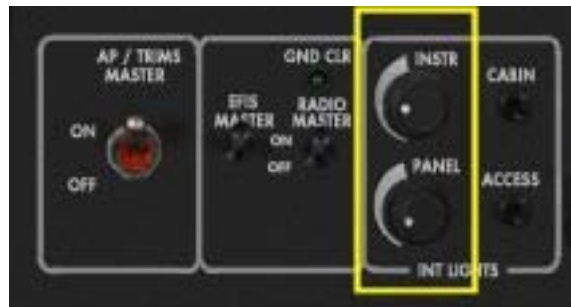 AP / TRIMS
MASTER
ON
OFF
GND CLR
EFIS
MASTER
RADIO
MASTER
ON
OFF
INSTR
CABIN
PANEL
ACCESS
INT LIGHTS